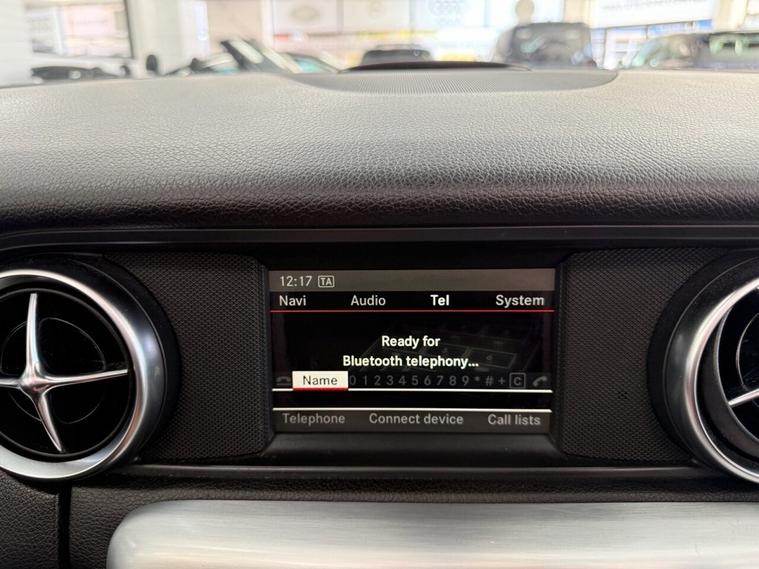 12:17 TA
Navi Audio Tel System
Ready for
Bluetooth telephony...
Name 0 1 2 3 4 5 6 7 8 9 * # + C
Telephone Connect device Call lists